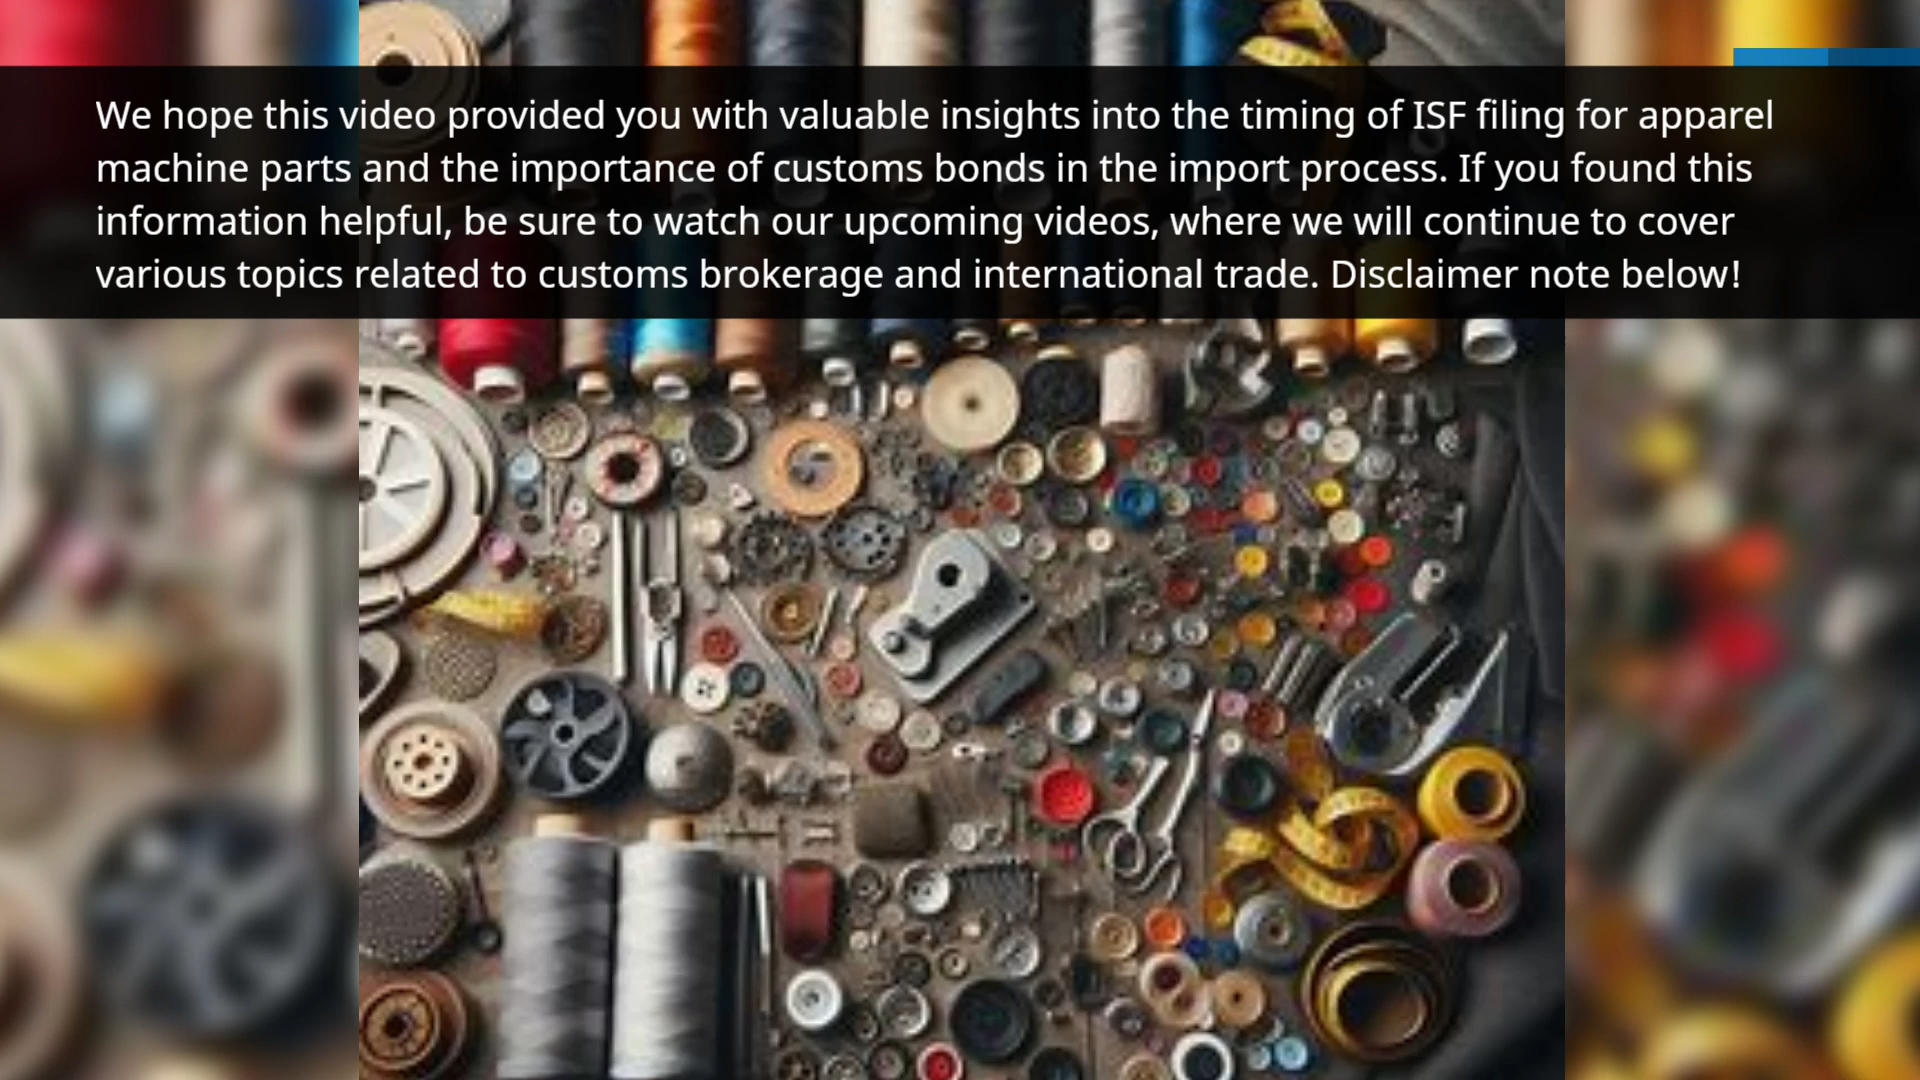 We hope this video provided you with valuable insights into the timing of ISF filing for apparel
machine parts and the importance of customs bonds in the import process. If you found this
information helpful, be sure to watch our upcoming videos, where we will continue to cover
various topics related to customs brokerage and international trade. Disclaimer note below!